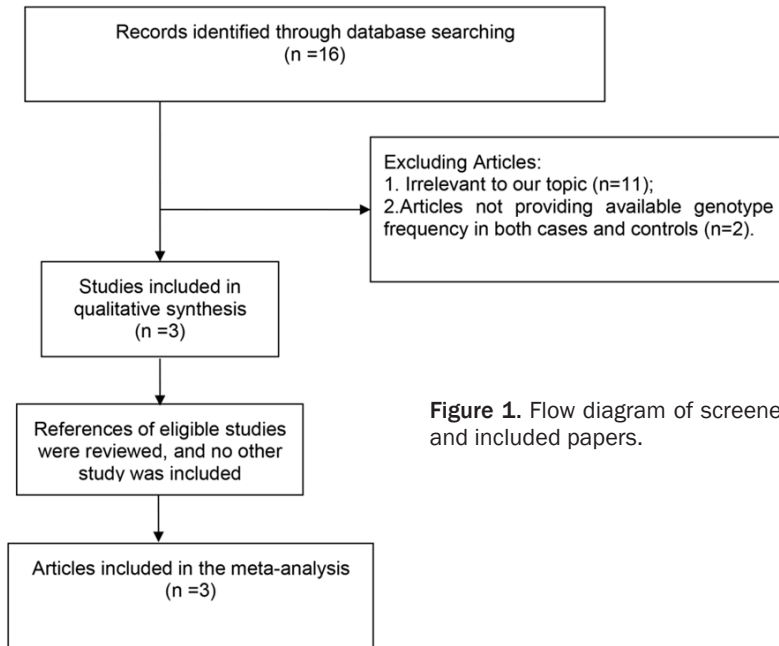 Records identified through database searching
(n =16)
Excluding Articles:
1. Irrelevant to our topic (n=11);
2.Articles not providing available genotype
frequency in both cases and controls (n=2).
Studies included in
qualitative synthesis
(n =3)
References of eligible studies
were reviewed, and no other
study was included
Figure 1. Flow diagram of screened
and included papers.
Articles included in the meta-analysis
(n =3)